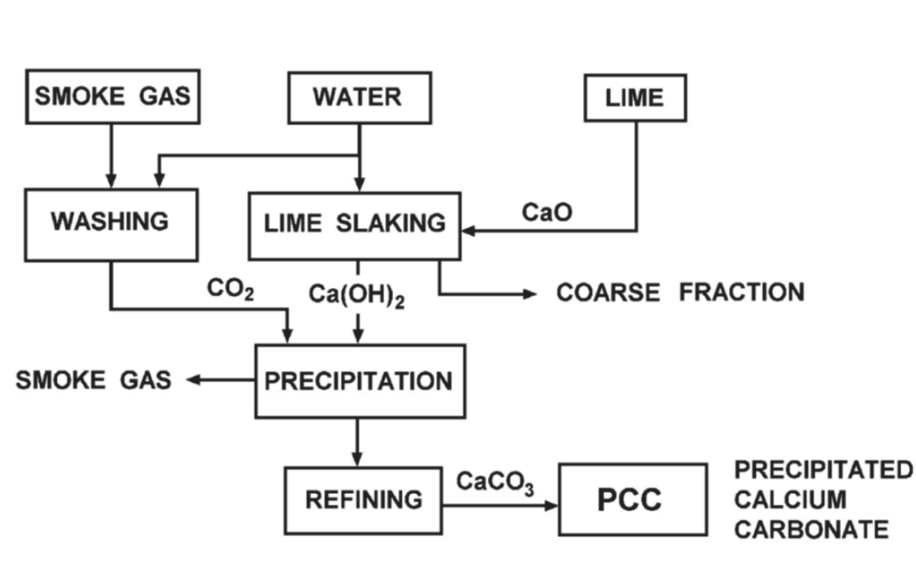 SMOKE GAS
WATER
LIME
WASHING
LIME SLAKING
CaO
CO₂
Ca(OH)₂
COARSE FRACTION
SMOKE GAS
PRECIPITATION
REFINING
CaCO₃
PCC
PRECIPITATED
CALCIUM
CARBONATE